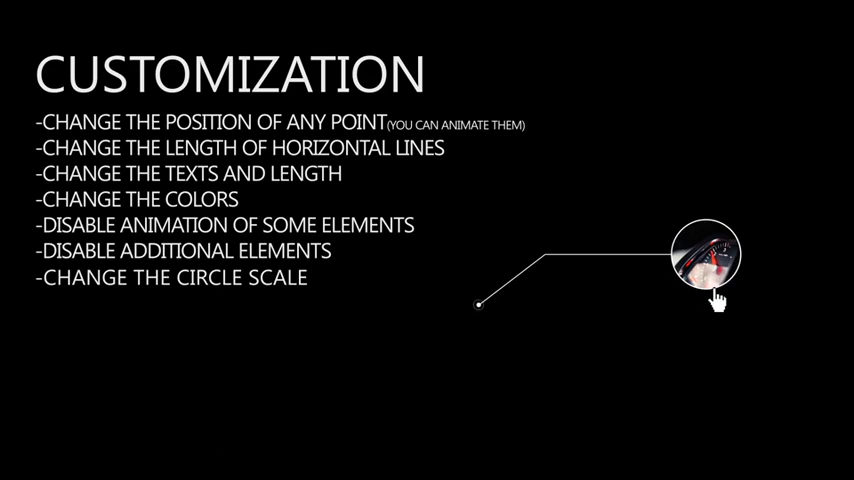 CUSTOMIZATION
-CHANGE THE POSITION OF ANY POINT(YOU CAN ANIMATE THEM)
-CHANGE THE LENGTH OF HORIZONTAL LINES
-CHANGE THE TEXTS AND LENGTH
-CHANGE THE COLORS
-DISABLE ANIMATION OF SOME ELEMENTS
-DISABLE ADDITIONAL ELEMENTS
-CHANGE THE CIRCLE SCALE